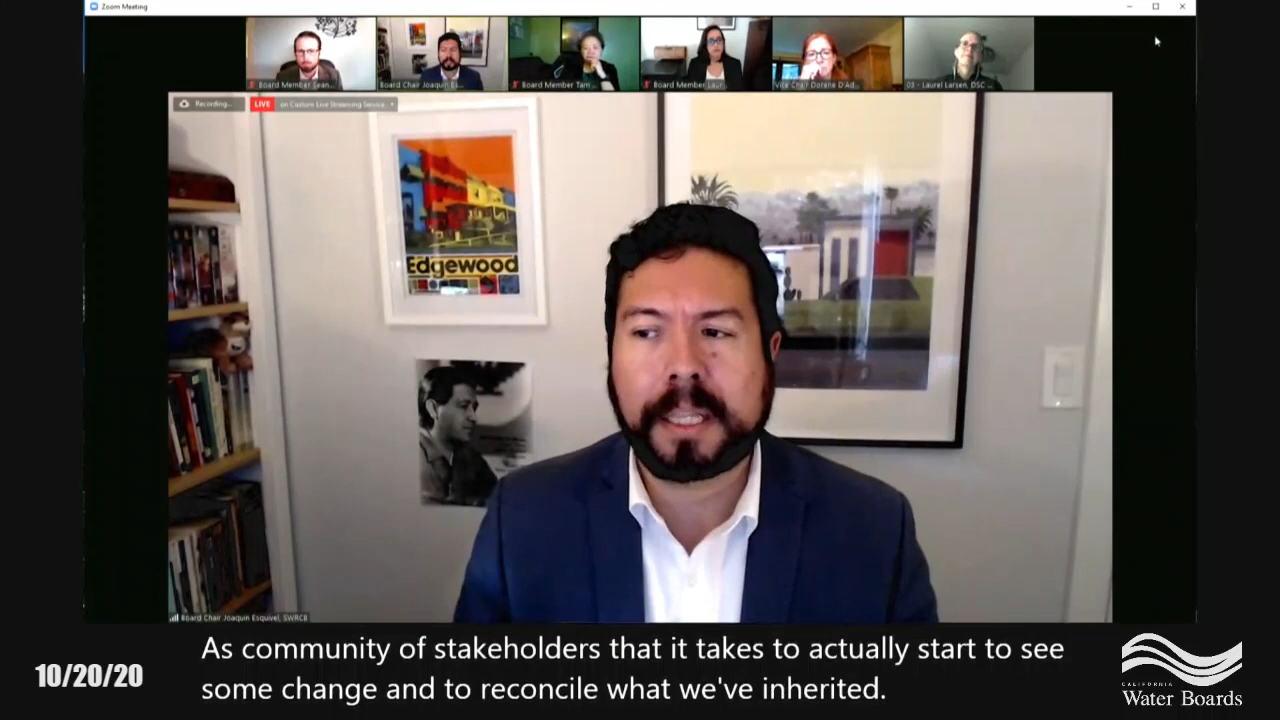 Zoom Meeting
Board Member Sean...
Board Chair Joaquin Es...
Board Member Tam...
Board Member Laur...
Vice Chair Dorene D'Ad...
03 - Laurel Larsen, DSC ...
Recording...
LIVE on Custom Live Streaming Service
Edgewood
Board Chair Joaquin Esquivel, SWRCB
As community of stakeholders that it takes to actually start to see
some change and to reconcile what we've inherited.
10/20/20
CALIFORNIA
Water Boards